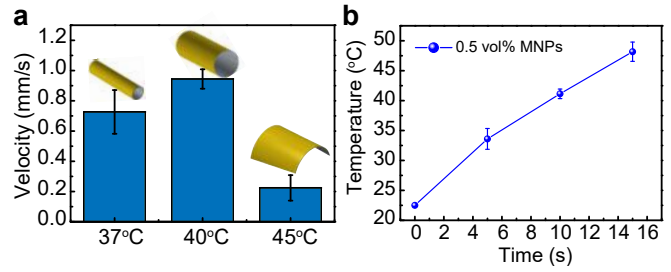 a
Velocity (mm/s)
1.2
1.0
0.8
0.6
0.4
0.2
0.0
37°C
40°C
45°C
b
Temperature (°C)
50
45
40
35
30
25
20
0.5 vol% MNPs
0 2 4 6 8 10 12 14 16
Time (s)